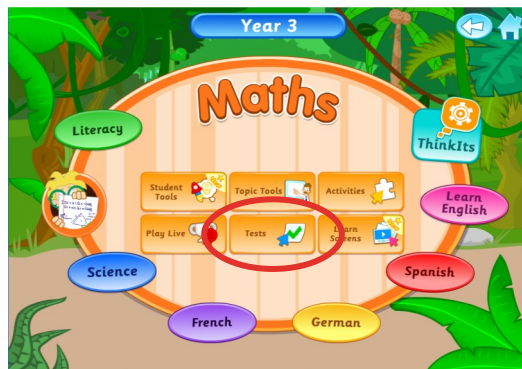 Year 3
Maths
Literacy
ThinkIts
Student
Tools
Topic Tools
Activities
Learn
English
Play Live
Tests
Learn
Screens
Science
Spanish
French
German